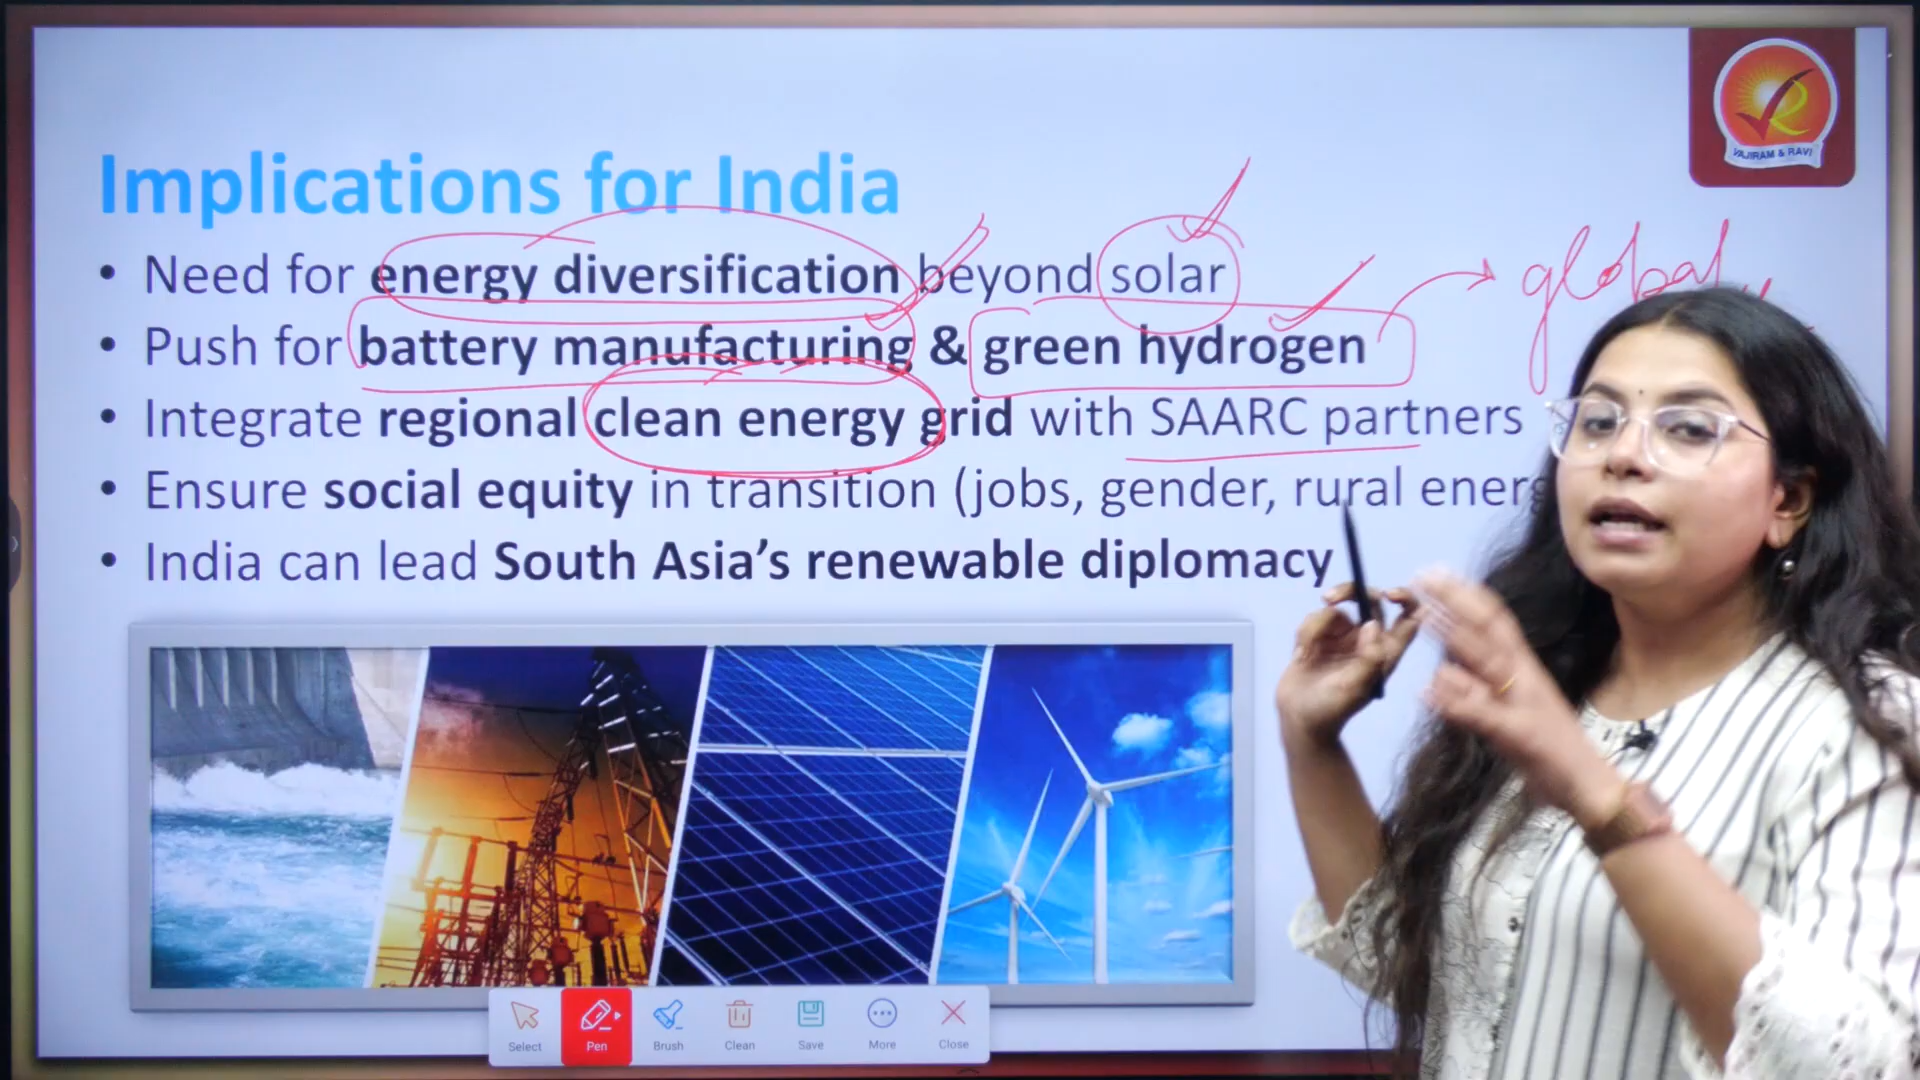 VAJIRAM & RAVI
Implications for India
• Need for energy diversification beyond solar
global
• Push for battery manufacturing & green hydrogen
• Integrate regional clean energy grid with SAARC partners
• Ensure social equity in transition (jobs, gender, rural energ
• India can lead South Asia’s renewable diplomacy
Select Pen Brush Clean Save More Close